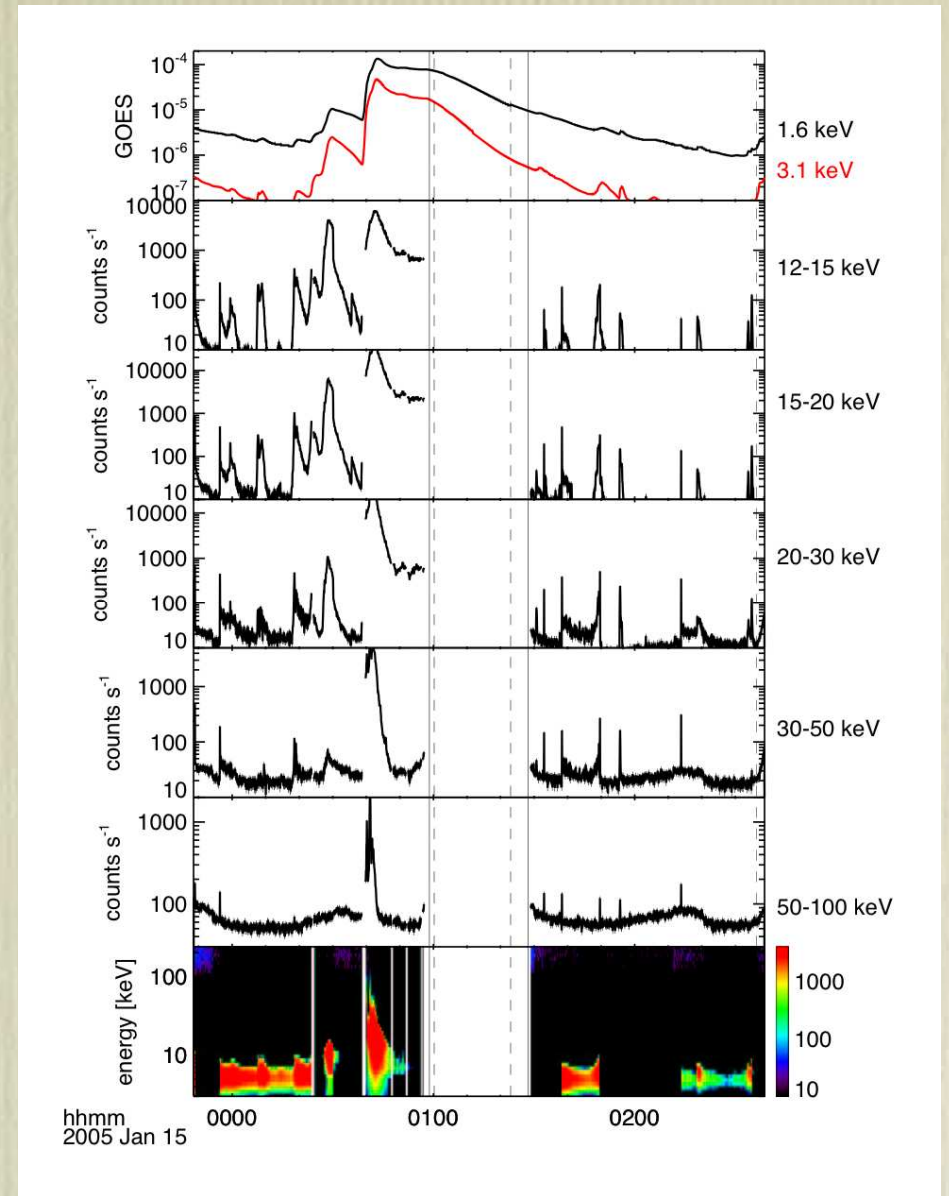 GOES
10-4
10-5
10-6
10-7
1.6 keV
3.1 keV
counts s-1
10000
1000
100
10
12-15 keV
counts s-1
10000
1000
100
10
15-20 keV
counts s-1
10000
1000
100
10
20-30 keV
counts s-1
1000
100
10
30-50 keV
counts s-1
1000
100
50-100 keV
energy [keV]
100
10
1000
100
10
hhmm
0000
0100
0200
2005 Jan 15